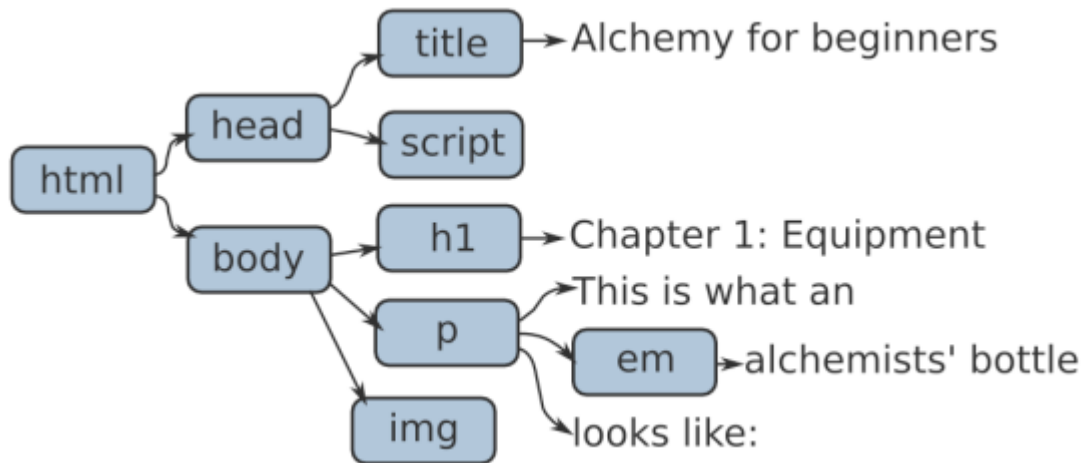 title
Alchemy for beginners
head
script
html
h1
Chapter 1: Equipment
body
This is what an
p
em
alchemists' bottle
img
looks like: